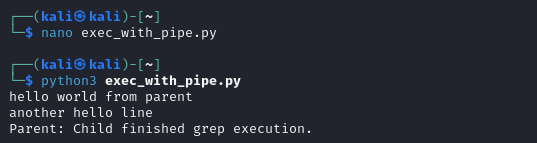 ┌──(kali㉿kali)-[~]
└─$ nano exec_with_pipe.py
┌──(kali㉿kali)-[~]
└─$ python3 exec_with_pipe.py
hello world from parent
another hello line
Parent: Child finished grep execution.